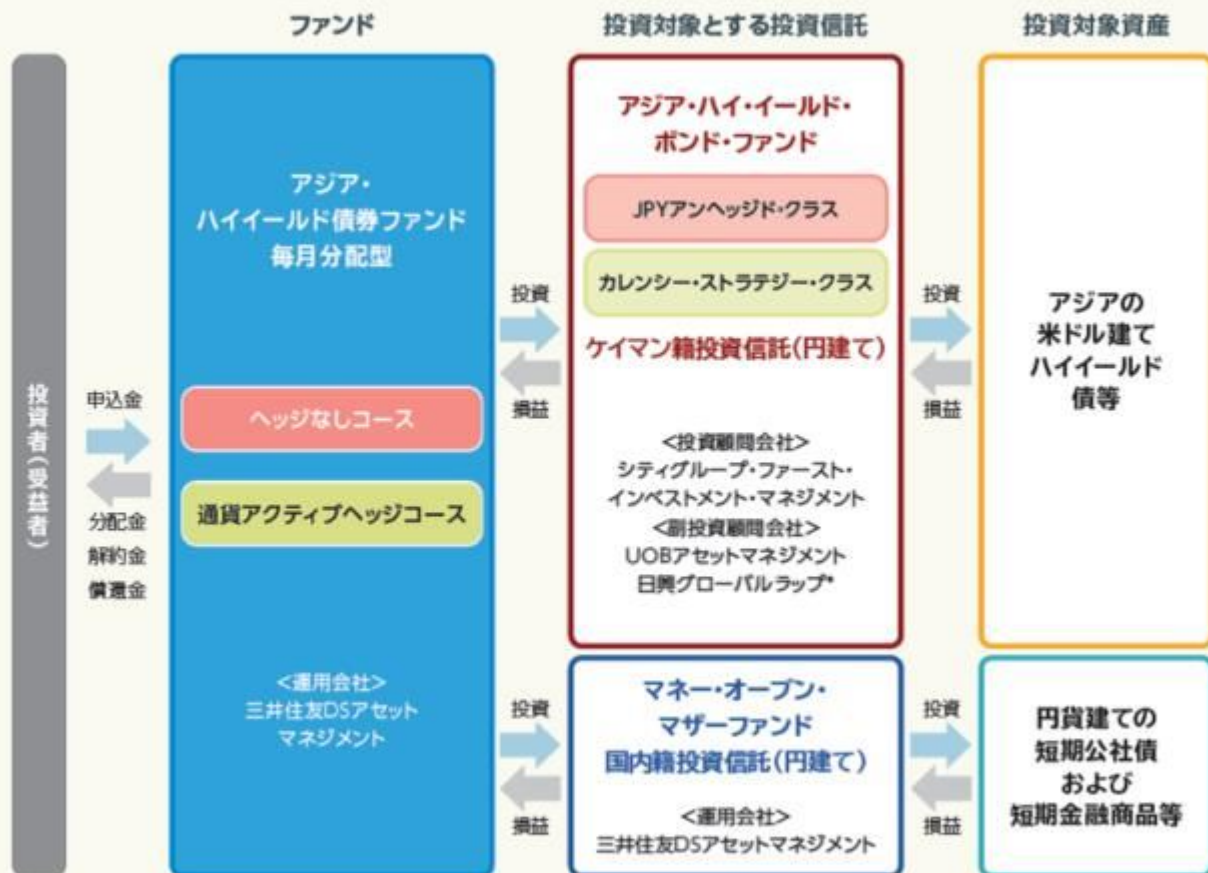 ファンド
投資対象とする投資信託
投資対象資産
投資者(受益者)
申込金
分配金
解約金
償還金
アジア・
ハイイールド債券ファンド
毎月分配型
ヘッジなしコース
通貨アクティブヘッジコース
<運用会社>
三井住友DSアセット
マネジメント
投資
損益
投資
損益
アジア・ハイ・イールド・
ボンド・ファンド
JPYアンヘッジド・クラス
カレンシー・ストラテジー・クラス
ケイマン籍投資信託(円建て)
<投資顧問会社>
シティグループ・ファースト・
インベストメント・マネジメント
<副投資顧問会社>
UOBアセットマネジメント
日興グローバルラップ*
マネー・オープン・
マザーファンド
国内籍投資信託(円建て)
<運用会社>
三井住友DSアセットマネジメント
投資
損益
投資
損益
アジアの
米ドル建て
ハイイールド
債等
円貨建ての
短期公社債
および
短期金融商品等